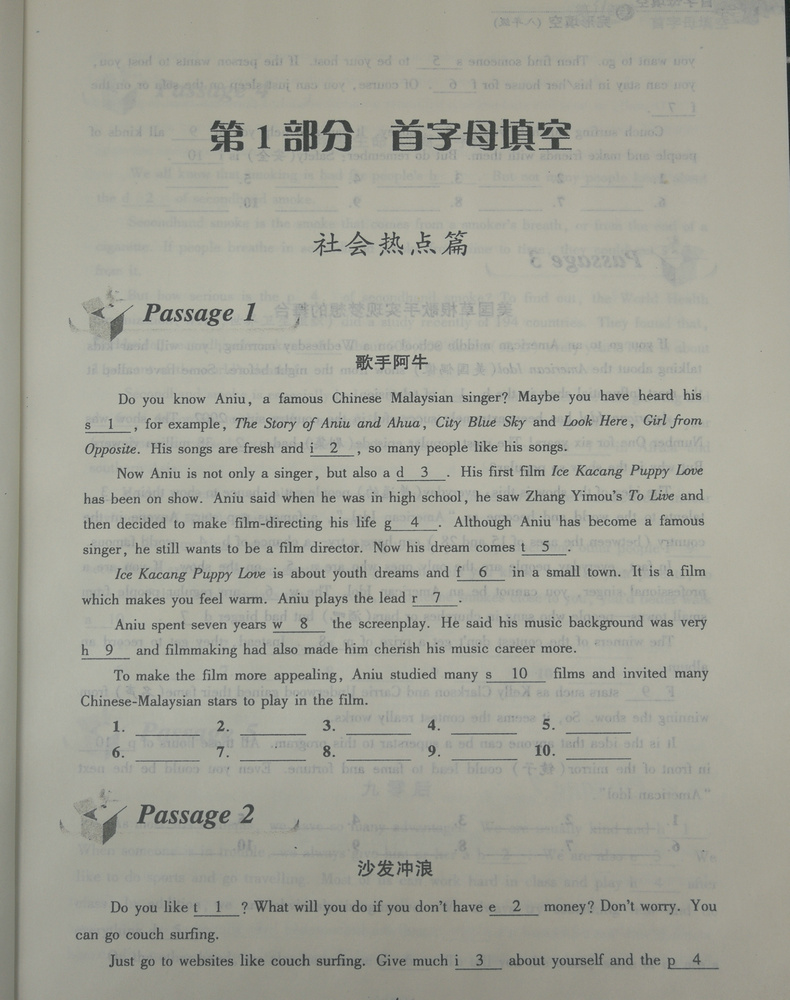 第1部分 首字母填空
社会热点篇
Passage 1
歌手阿牛
Do you know Aniu, a famous Chinese Malaysian singer? Maybe you have heard his
s 1 , for example, The Story of Aniu and Ahua, City Blue Sky and Look Here, Girl from
Opposite. His songs are fresh and i 2 , so many people like his songs.
Now Aniu is not only a singer, but also a d 3 . His first film Ice Kacang Puppy Love
has been on show. Aniu said when he was in high school, he saw Zhang Yimou's To Live and
then decided to make film-directing his life g 4 . Although Aniu has become a famous
singer, he still wants to be a film director. Now his dream comes t 5 .
Ice Kacang Puppy Love is about youth dreams and f 6 in a small town. It is a film
which makes you feel warm. Aniu plays the lead r 7 .
Aniu spent seven years w 8 the screenplay. He said his music background was very
h 9 and filmmaking had also made him cherish his music career more.
To make the film more appealing, Aniu studied many s 10 films and invited many
Chinese-Malaysian stars to play in the film.
1. 2. 3. 4. 5.
6. 7. 8. 9. 10.
Passage 2
沙发冲浪
Do you like t 1 ? What will you do if you don't have e 2 money? Don't worry. You
can go couch surfing.
Just go to websites like couch surfing. Give much i 3 about yourself and the p 4